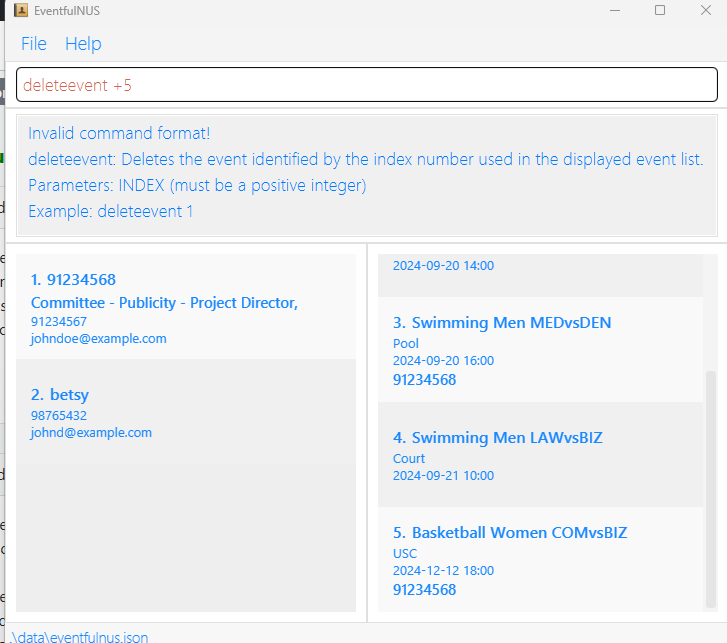 EventfulNUS
File Help
deleteevent +5
Invalid command format!
deleteevent: Deletes the event identified by the index number used in the displayed event list.
Parameters: INDEX (must be a positive integer)
Example: deleteevent 1
1. 91234568
Committee - Publicity - Project Director,
91234567
johndoe@example.com
2. betsy
98765432
johnd@example.com
2024-09-20 14:00
3. Swimming Men MEDvsDEN
Pool
2024-09-20 16:00
91234568
4. Swimming Men LAWvsBIZ
Court
2024-09-21 10:00
5. Basketball Women COMvsBIZ
USC
2024-12-12 18:00
91234568
.\data\eventfulnus.json